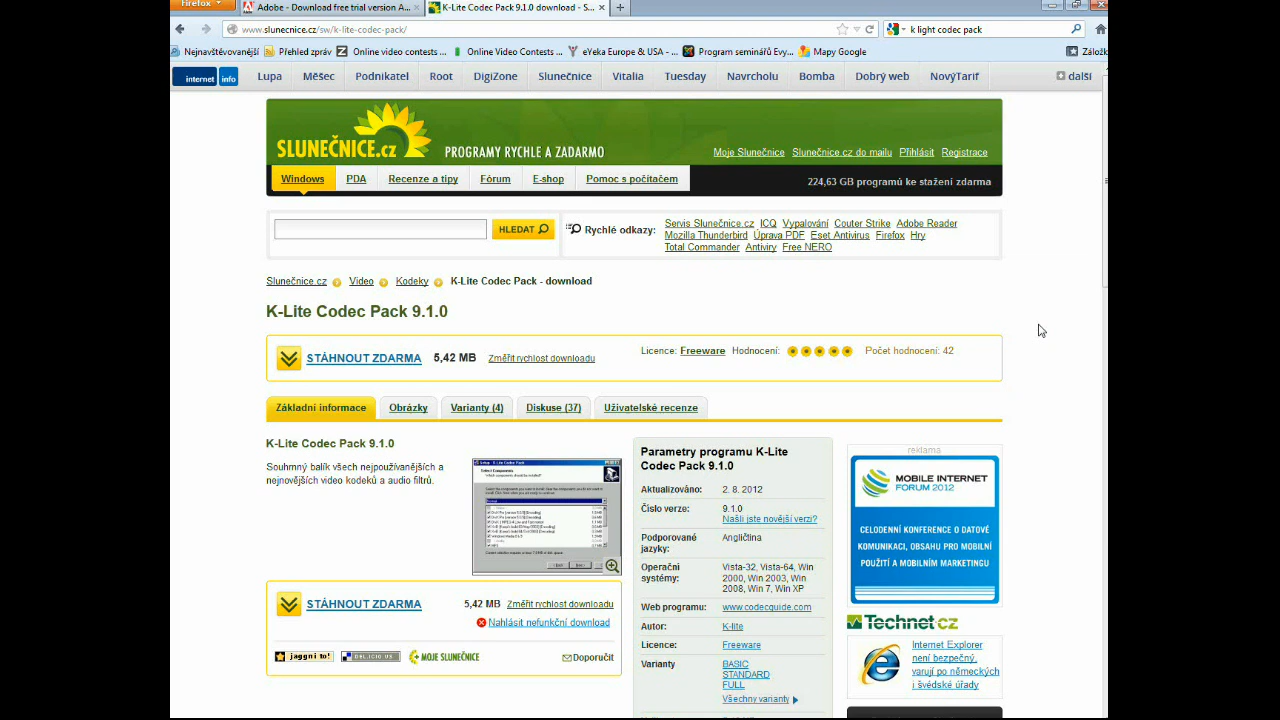 Firefox
Adobe - Download free trial version A...
K-Lite Codec Pack 9.1.0 download - S...
www.slunecnice.cz/sw/k-lite-codec-pack/
k light codec pack
Nejnavštěvovanější
Přehled zpráv
Online video contests ...
Online Video Contests ...
eYeka Europe & USA - ...
Program seminářů Evy...
Mapy Google
Záložk
internet info
Lupa
Měšec
Podnikatel
Root
DigiZone
Slunečnice
Vitalia
Tuesday
Navrcholu
Bomba
Dobrý web
NovýTarif
další
SLUNEČNICE.CZ
PROGRAMY RYCHLE A ZADARMO
Moje Slunečnice
Slunečnice.cz do mailu
Přihlásit
Registrace
Windows
PDA
Recenze a tipy
Fórum
E-shop
Pomoc s počítačem
224,63 GB programů ke stažení zdarma
HLEDAT
Rychlé odkazy:
Servis Slunečnice.cz ICQ Vypalování Couter Strike Adobe Reader
Mozilla Thunderbird Úprava PDF Eset Antivirus Firefox Hry
Total Commander Antiviry Free NERO
Slunečnice.cz Video Kodeky K-Lite Codec Pack - download
K-Lite Codec Pack 9.1.0
STÁHNOUT ZDARMA 5,42 MB Změřit rychlost downloadu
Licence: Freeware Hodnocení: Počet hodnocení: 42
Základní informace
Obrázky
Varianty (4)
Diskuse (37)
Uživatelské recenze
K-Lite Codec Pack 9.1.0
Souhrnný balík všech nejpoužívanějších a
nejnovějších video kodeků a audio filtrů.
STÁHNOUT ZDARMA 5,42 MB Změřit rychlost downloadu
Nahlásit nefunkční download
jaggni to!
DEL.ICIO.US
MOJE SLUNEČNICE
Doporučit
Parametry programu K-Lite
Codec Pack 9.1.0
Aktualizováno: 2. 8. 2012
Číslo verze: 9.1.0
Našli jste novější verzi?
Podporované
jazyky:
Angličtina
Operační
systémy:
Vista-32, Vista-64, Win
2000, Win 2003, Win
2008, Win 7, Win XP
Web programu: www.codecguide.com
Autor: K-lite
Licence: Freeware
Varianty BASIC
STANDARD
FULL
Všechny varianty
reklama
MOBILE INTERNET
FORUM 2012
CELODENNÍ KONFERENCE O DATOVÉ
KOMUNIKACI, OBSAHU PRO MOBILNÍ
POUŽITÍ A MOBILNÍM MARKETINGU
Technet.cz
Internet Explorer
není bezpečný,
varují po německých
i švédské úřady